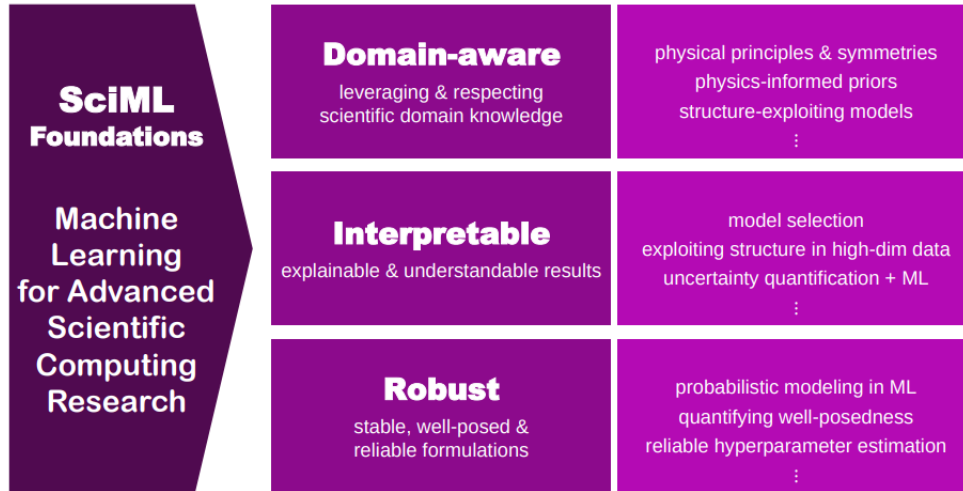 SciML
Foundations
Machine
Learning
for Advanced
Scientific
Computing
Research
Domain-aware
leveraging & respecting
scientific domain knowledge
physical principles & symmetries
physics-informed priors
structure-exploiting models
⋮
Interpretable
explainable & understandable results
model selection
exploiting structure in high-dim data
uncertainty quantification + ML
⋮
Robust
stable, well-posed &
reliable formulations
probabilistic modeling in ML
quantifying well-posedness
reliable hyperparameter estimation
⋮